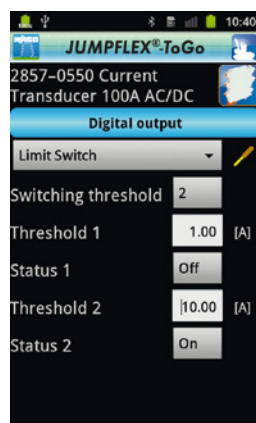 10:40
WAGO
JUMPFLEX®-ToGo
2857-0550 Current
Transducer 100A AC/DC
Digital output
Limit Switch
Switching threshold 2
Threshold 1 1.00 [A]
Status 1 Off
Threshold 2 10.00 [A]
Status 2 On